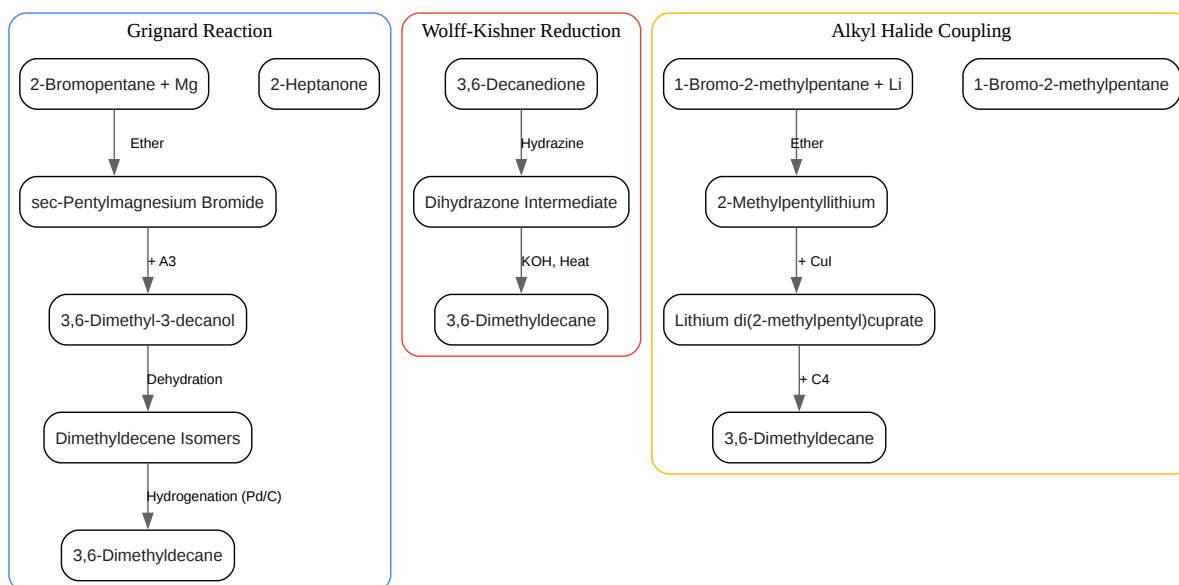 Grignard Reaction
2-Bromopentane + Mg
2-Heptanone
Ether
sec-Pentylmagnesium Bromide
+ A3
3,6-Dimethyl-3-decanol
Dehydration
Dimethyldecene Isomers
Hydrogenation (Pd/C)
3,6-Dimethyldecane
Wolff-Kishner Reduction
3,6-Decanedione
Hydrazine
Dihydrazone Intermediate
KOH, Heat
3,6-Dimethyldecane
Alkyl Halide Coupling
1-Bromo-2-methylpentane + Li
1-Bromo-2-methylpentane
Ether
2-Methylpentyllithium
+ CuI
Lithium di(2-methylpentyl)cuprate
+ C4
3,6-Dimethyldecane